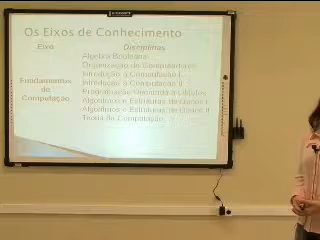 Os Eixos de Conhecimento
Eixo Disciplinas
Álgebra Booleana
Organização de Computadores
Introdução à Computação I
Fundamentos Introdução à Computação II
de Programação Orientada a Objetos
Computação Algoritmos e Estruturas de Dados I
Algoritmos e Estruturas de Dados II
Teoria da Computação